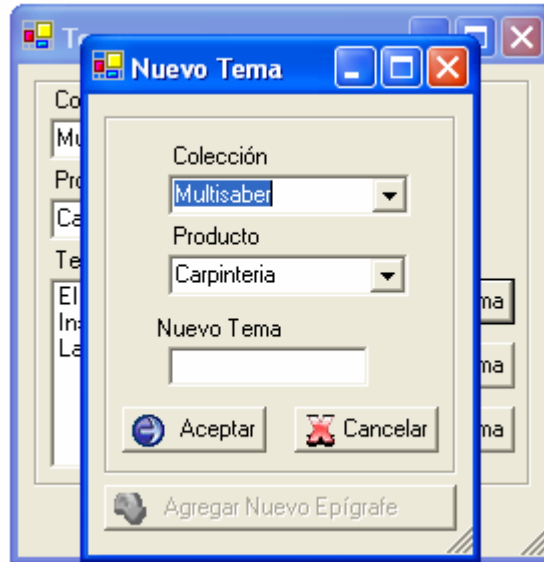 Nuevo Tema
Colección
Multisaber
Producto
Carpinteria
Nuevo Tema
Aceptar
Cancelar
Agregar Nuevo Epígrafe